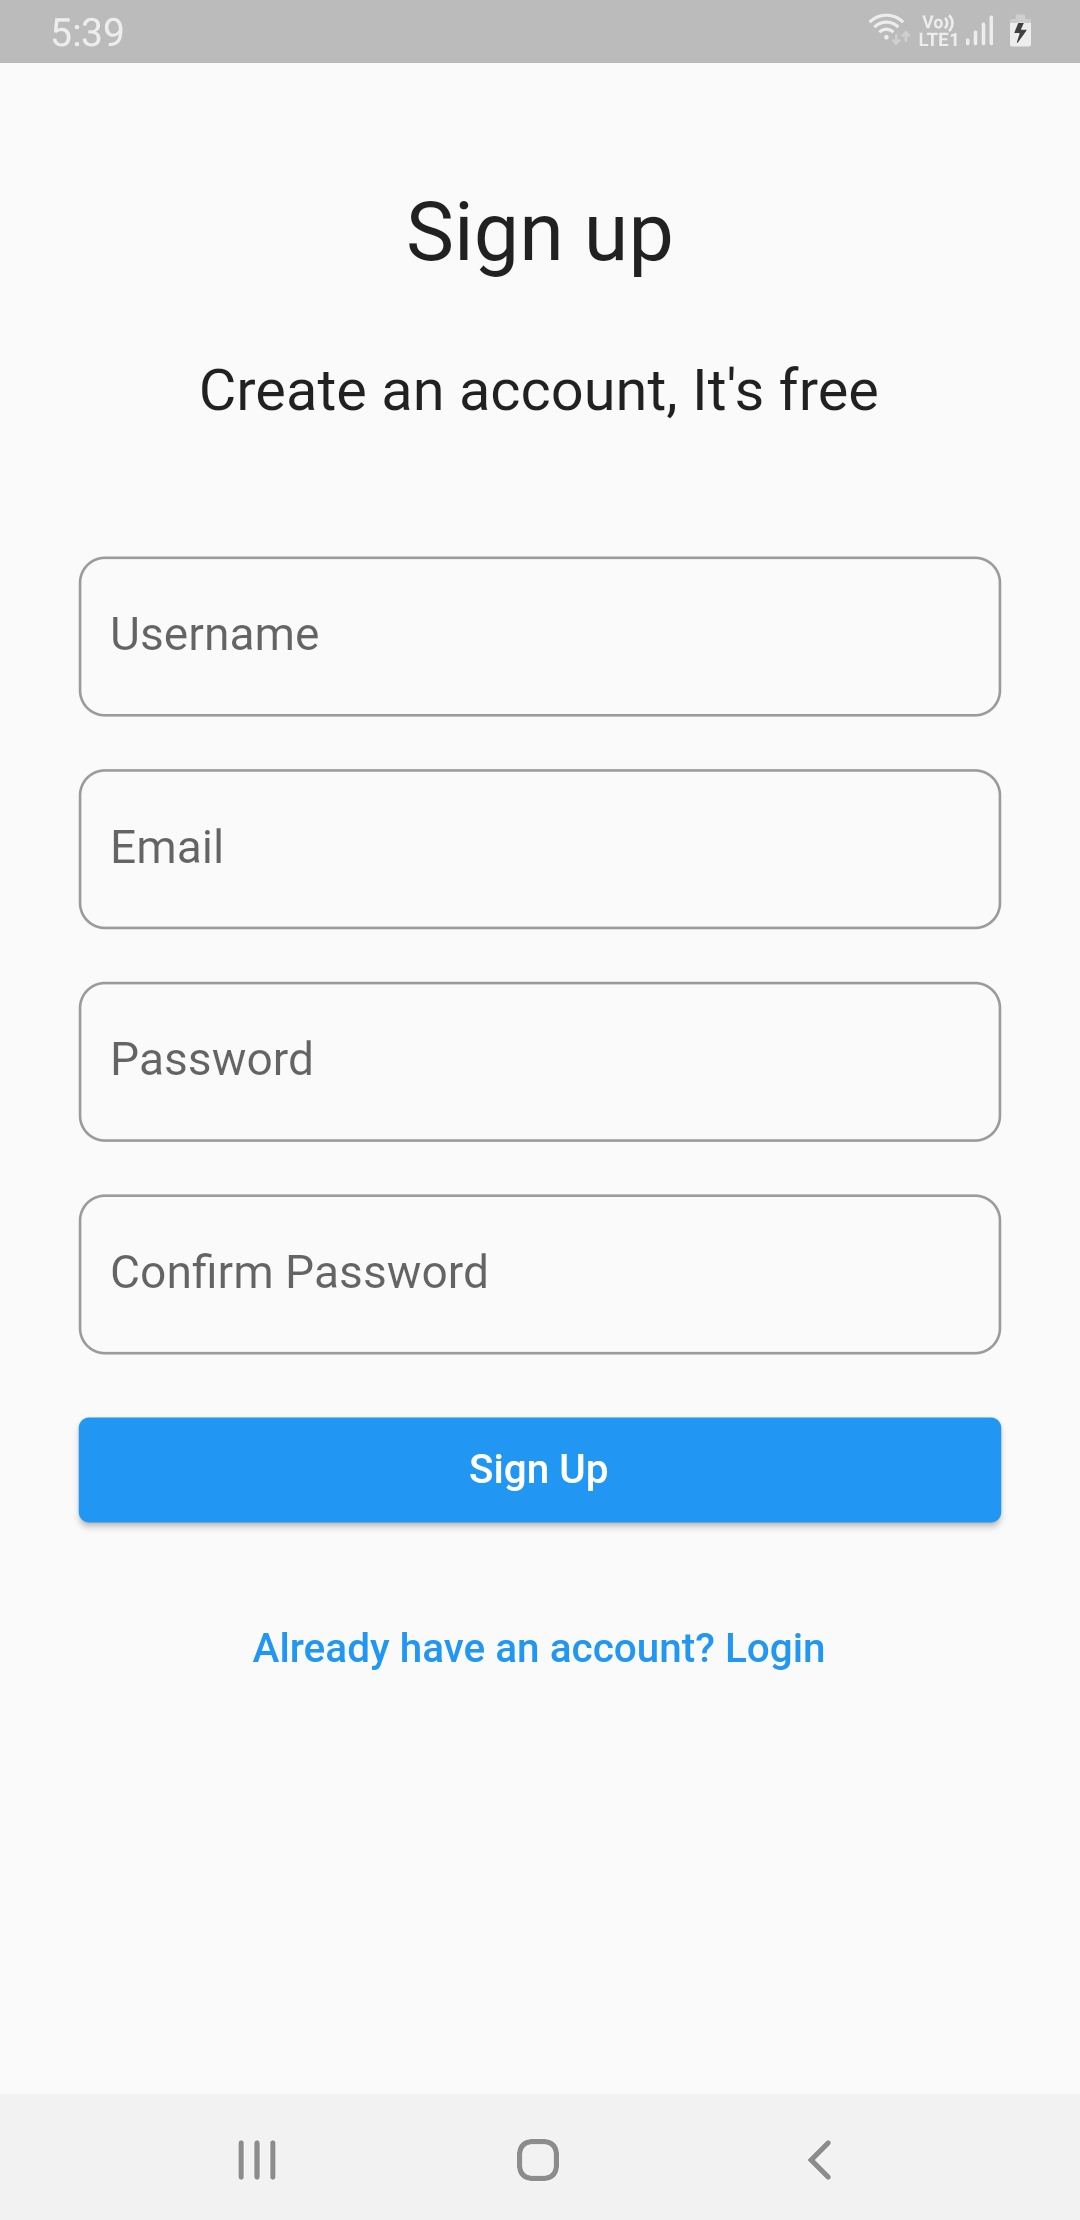 5:39
Vo)) LTE1
Sign up
Create an account, It's free
Username
Email
Password
Confirm Password
Sign Up
Already have an account? Login